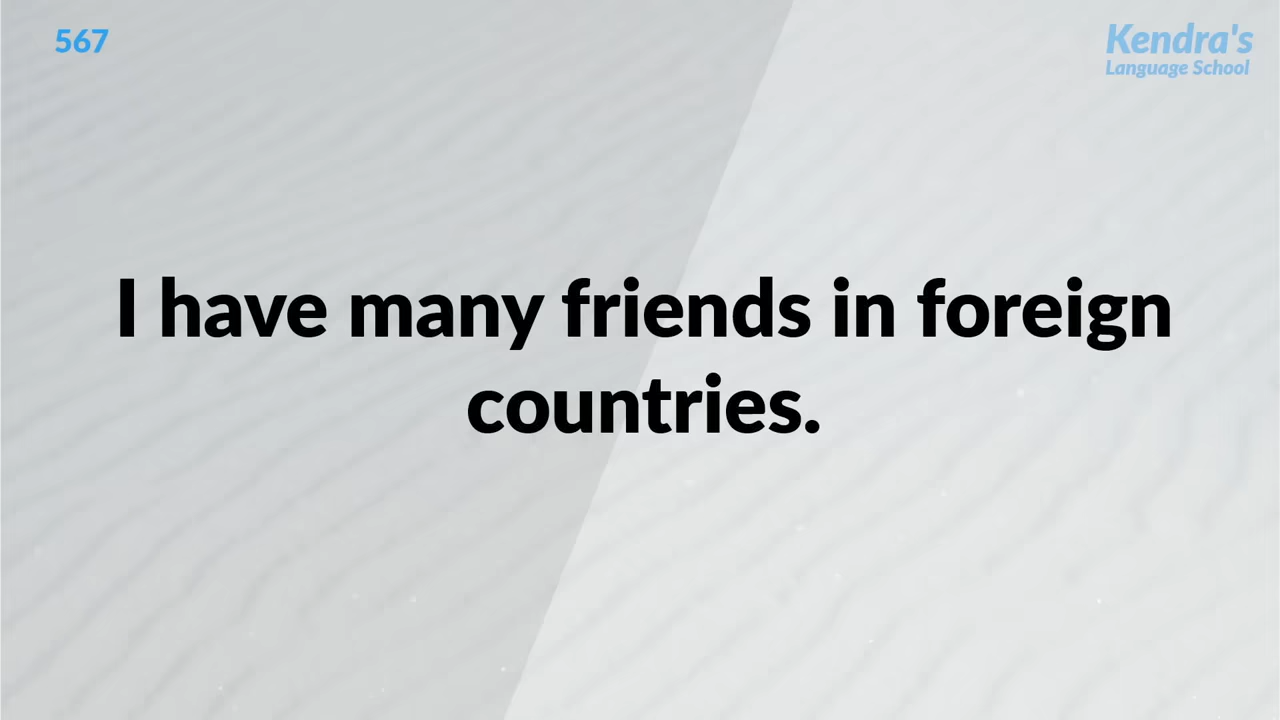 567
Kendra's
Language School
I have many friends in foreign
countries.